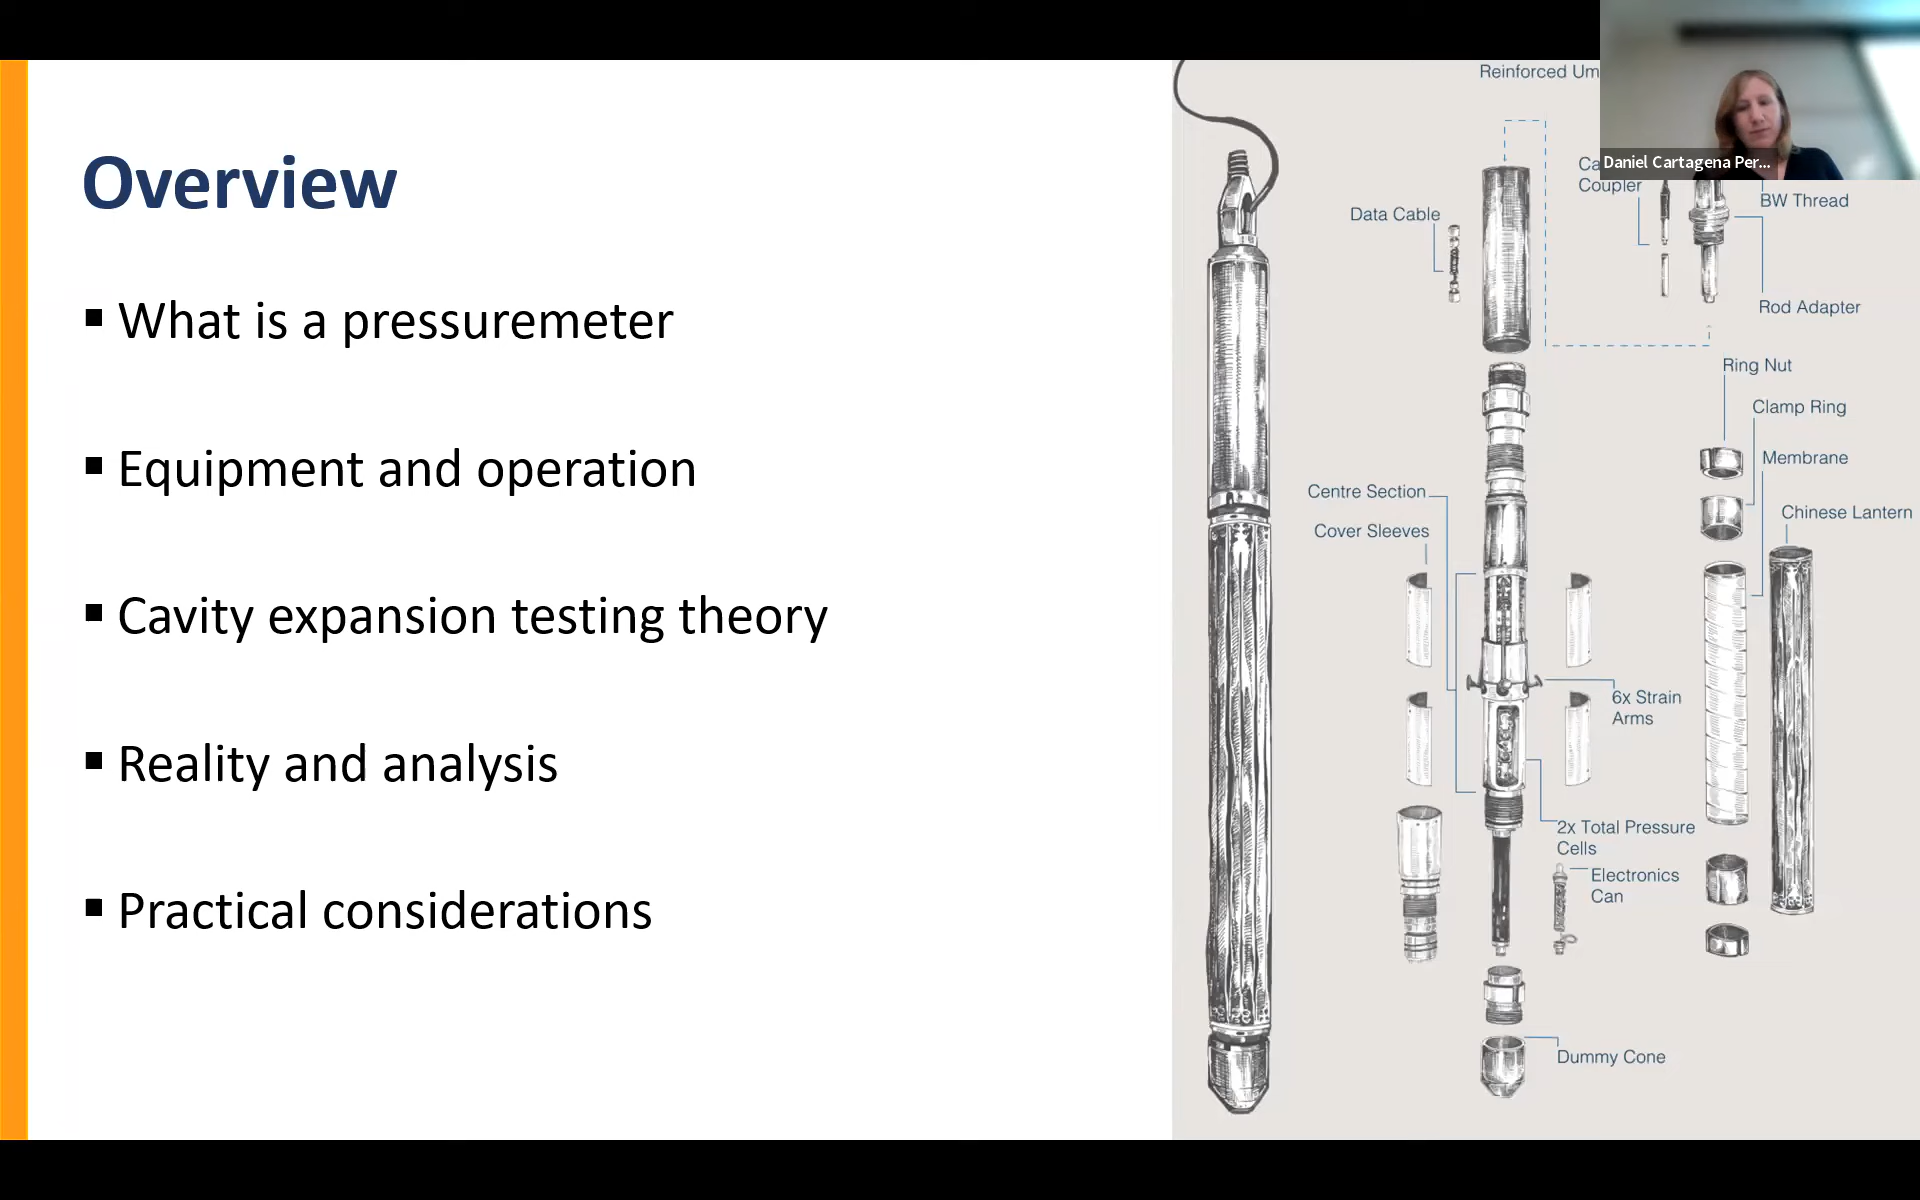 Overview
What is a pressuremeter
Equipment and operation
Cavity expansion testing theory
Reality and analysis
Practical considerations
Reinforced
Daniel Cartagena Per...
Coupler
BW Thread
Data Cable
Rod Adapter
Ring Nut
Clamp Ring
Membrane
Centre Section
Chinese Lantern
Cover Sleeves
6x Strain
Arms
2x Total Pressure
Cells
Electronics
Can
Dummy Cone